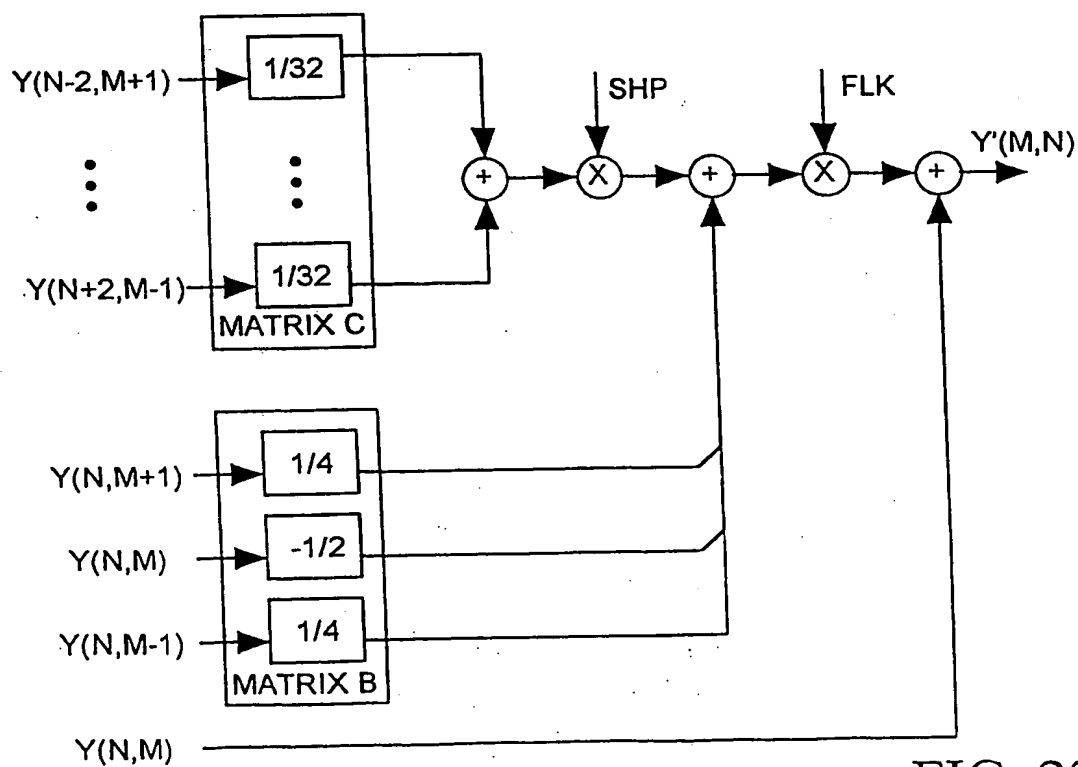 Y(N-2,M+1)
1/32
SHP
FLK
Y'(M,N)
+
X
+
X
+
Y(N+2,M-1)
1/32
MATRIX C
Y(N,M+1)
1/4
Y(N,M)
-1/2
Y(N,M-1)
1/4
MATRIX B
Y(N,M)